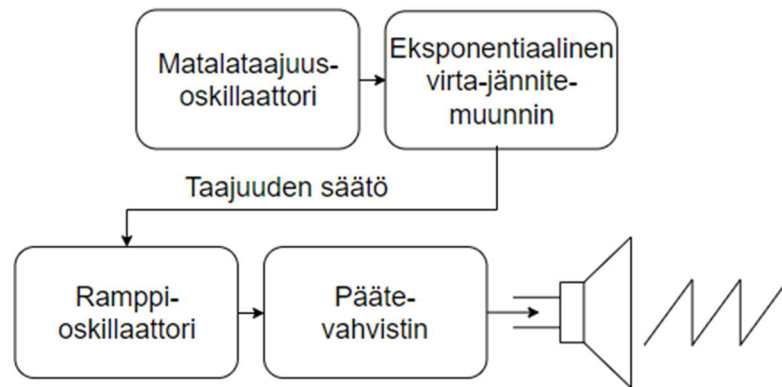 Matalataajuus-
oskillaattori
Eksponentiaalinen
virta-jännite-
muunnin
Taajuuden säätö
Ramppi-
oskillaattori
Pääte-
vahvistin